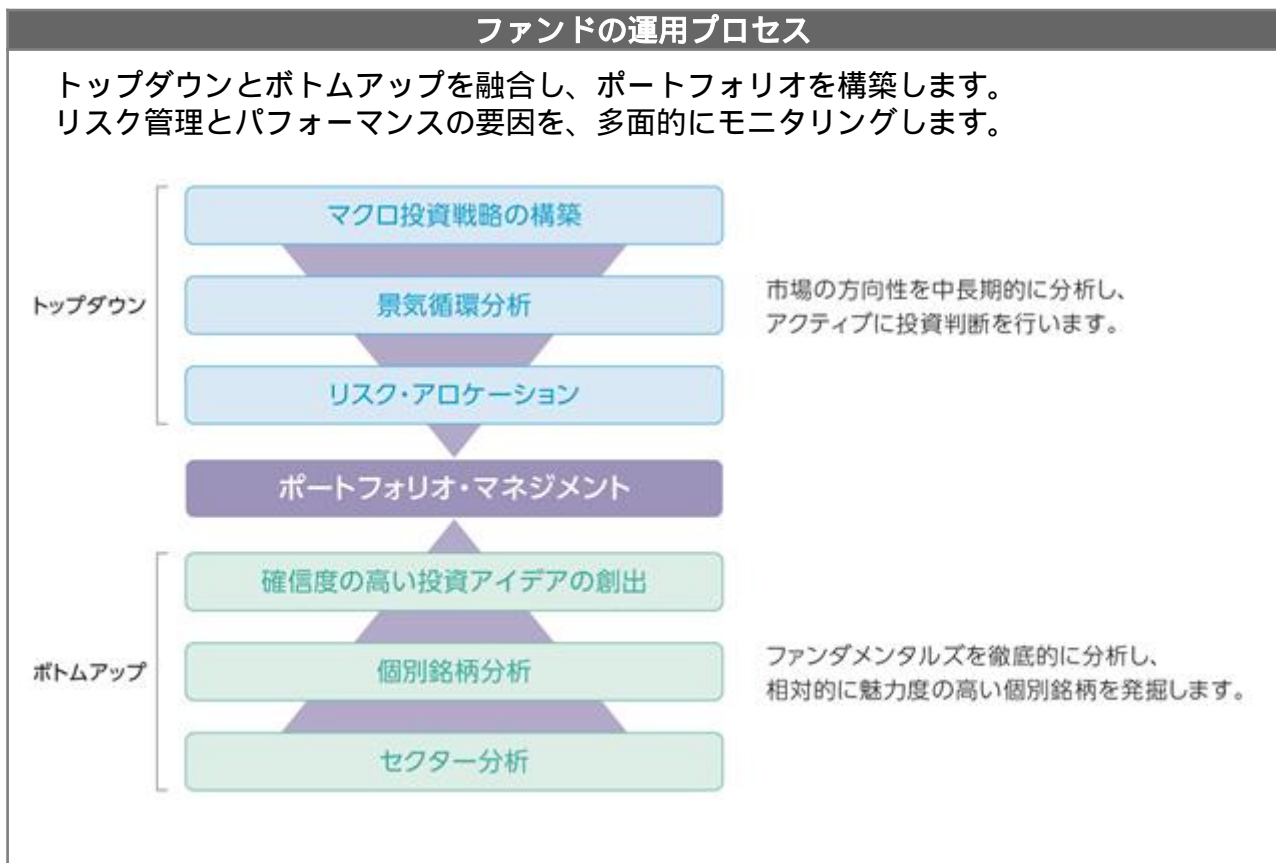 ファンドの運用プロセス
トップダウンとボトムアップを融合し、ポートフォリオを構築します。
リスク管理とパフォーマンスの要因を、多面的にモニタリングします。
トップダウン
マクロ投資戦略の構築
景気循環分析
リスク・アロケーション
市場の方向性を中長期的に分析し、
アクティブに投資判断を行います。
ポートフォリオ・マネジメント
ボトムアップ
確信度の高い投資アイデアの創出
個別銘柄分析
セクター分析
ファンダメンタルズを徹底的に分析し、
相対的に魅力度の高い個別銘柄を発掘します。